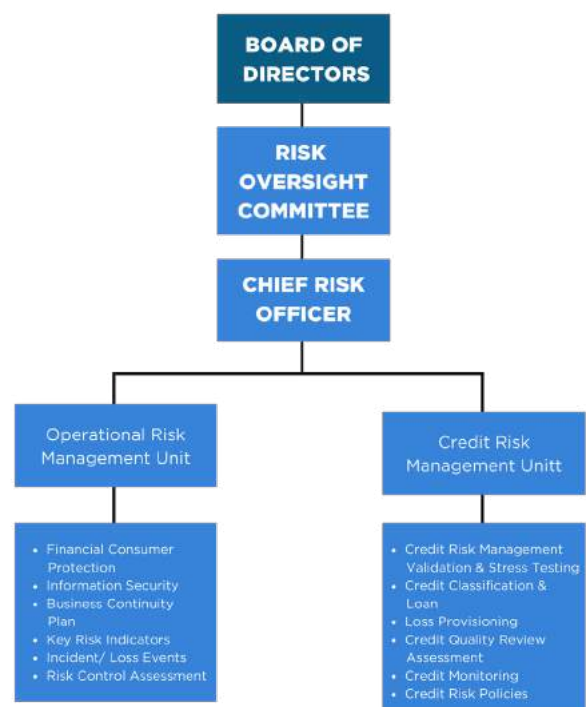 BOARD OF
DIRECTORS
RISK
OVERSIGHT
COMMITTEE
CHIEF RISK
OFFICER
Operational Risk
Management Unit
• Financial Consumer
Protection
• Information Security
• Business Continuity
Plan
• Key Risk Indicators
• Incident/ Loss Events
• Risk Control Assessment
Credit Risk
Management Unitt
• Credit Risk Management
Validation & Stress Testing
• Credit Classification &
• Loan
• Loss Provisioning
• Credit Quality Review
Assessment
• Credit Monitoring
• Credit Risk Policies